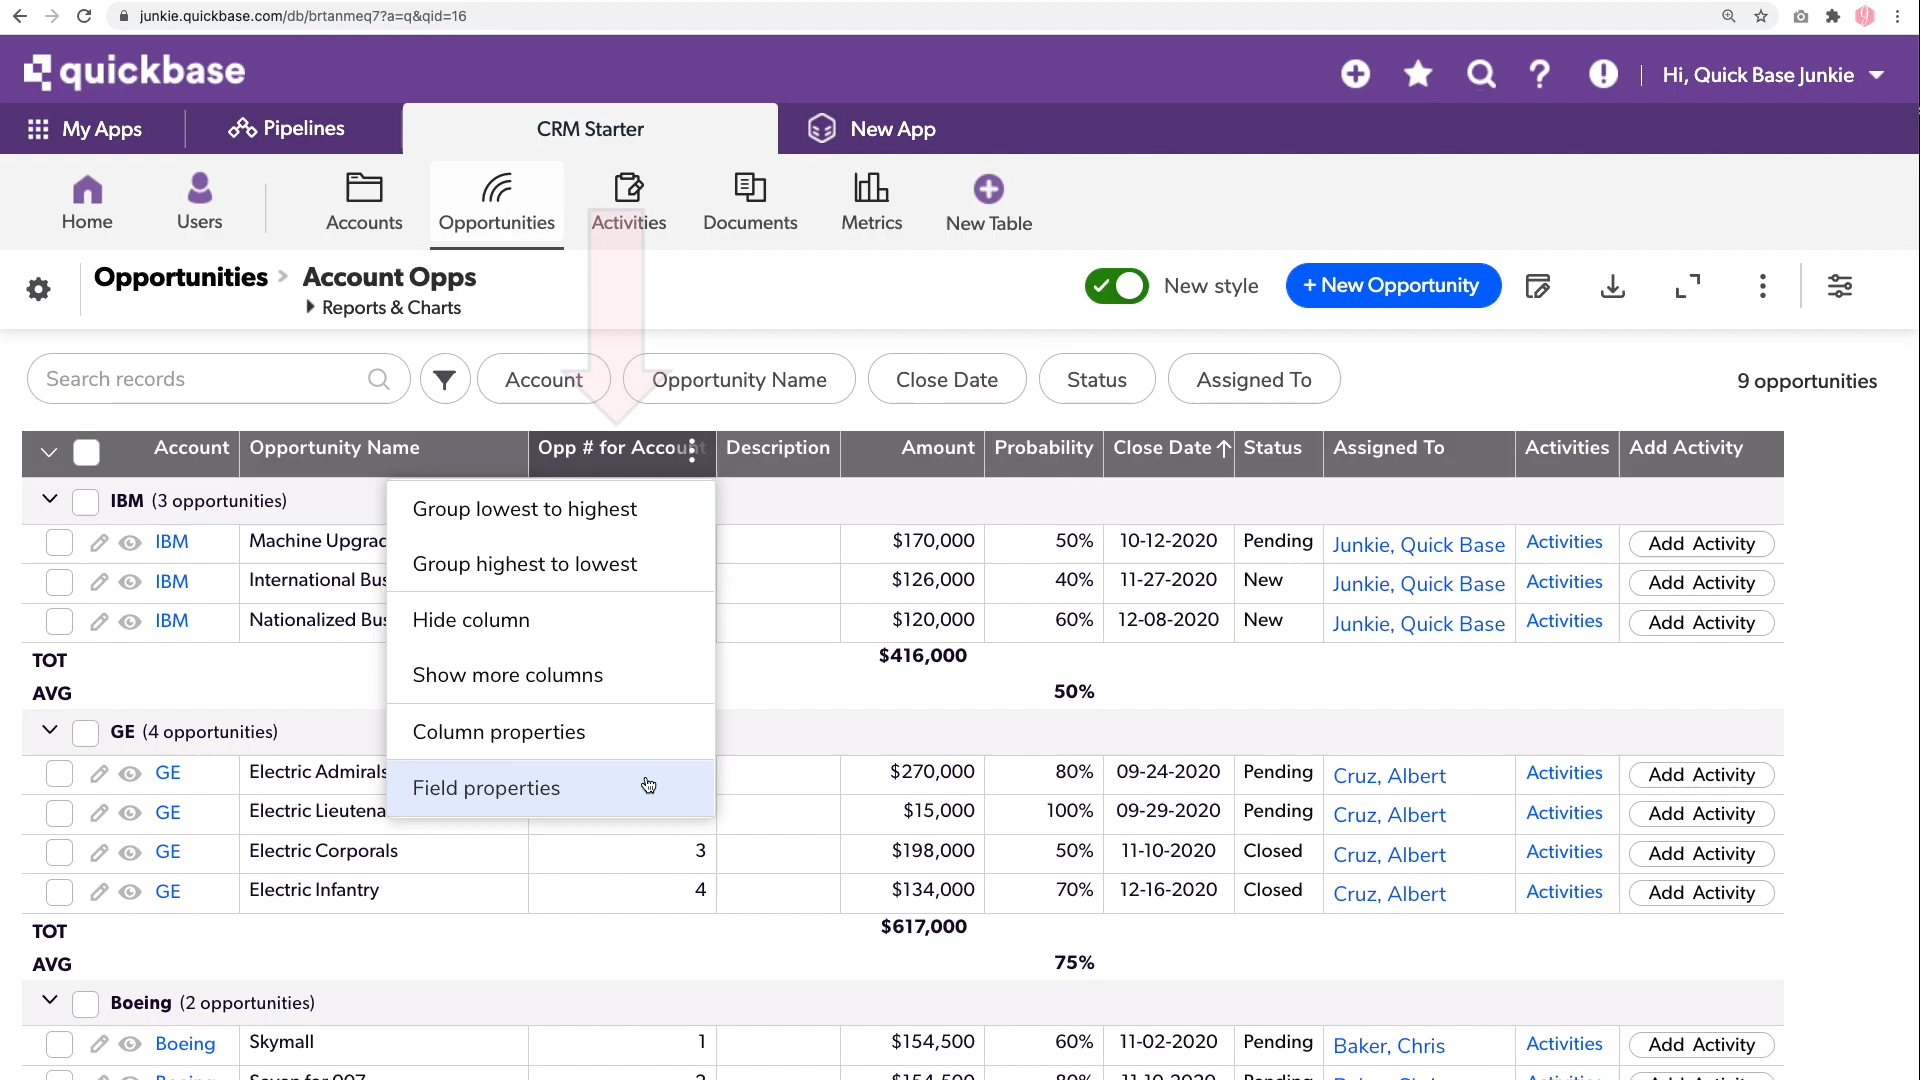 junkie.quickbase.com/db/brtanmeq7?a=q&qid=16
quickbase
Hi, Quick Base Junkie
My Apps
Pipelines
CRM Starter
New App
Home
Users
Accounts
Opportunities
Activities
Documents
Metrics
New Table
Opportunities > Account Opps
Reports & Charts
New style
+ New Opportunity
Search records
Account
Opportunity Name
Close Date
Status
Assigned To
9 opportunities
Account Opportunity Name Opp # for Accou Description Amount Probability Close Date Status Assigned To Activities Add Activity
IBM (3 opportunities)
IBM Machine Upgrad $170,000 50% 10-12-2020 Pending Junkie, Quick Base Activities Add Activity
IBM International Bus $126,000 40% 11-27-2020 New Junkie, Quick Base Activities Add Activity
IBM Nationalized Bus $120,000 60% 12-08-2020 New Junkie, Quick Base Activities Add Activity
TOT $416,000
AVG 50%
Group lowest to highest
Group highest to lowest
Hide column
Show more columns
Column properties
Field properties
GE (4 opportunities)
GE Electric Admirals $270,000 80% 09-24-2020 Pending Cruz, Albert Activities Add Activity
GE Electric Lieutena $15,000 100% 09-29-2020 Pending Cruz, Albert Activities Add Activity
GE Electric Corporals 3 $198,000 50% 11-10-2020 Closed Cruz, Albert Activities Add Activity
GE Electric Infantry 4 $134,000 70% 12-16-2020 Closed Cruz, Albert Activities Add Activity
TOT $617,000
AVG 75%
Boeing (2 opportunities)
Boeing Skymall 1 $154,500 60% 11-02-2020 Pending Baker, Chris Activities Add Activity